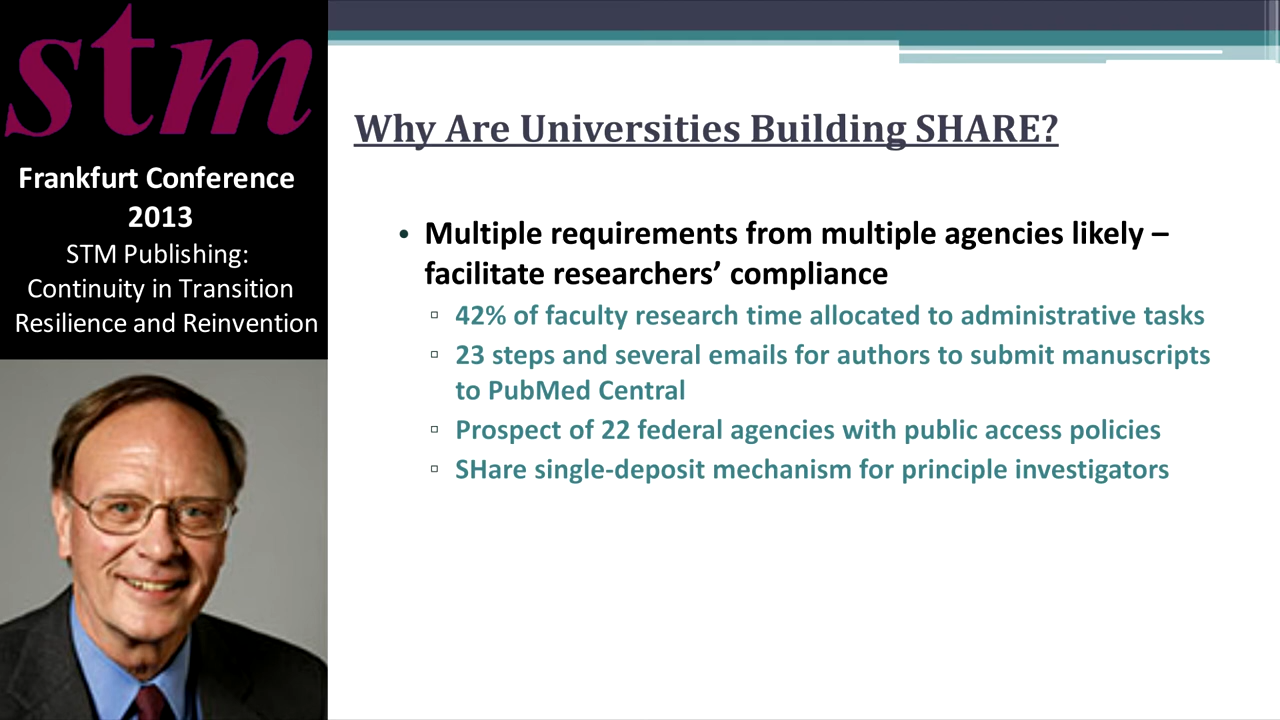 stm
Frankfurt Conference
2013
STM Publishing:
Continuity in Transition
Resilience and Reinvention
Why Are Universities Building SHARE?
• Multiple requirements from multiple agencies likely –
facilitate researchers’ compliance
▫ 42% of faculty research time allocated to administrative tasks
▫ 23 steps and several emails for authors to submit manuscripts
to PubMed Central
▫ Prospect of 22 federal agencies with public access policies
▫ SHare single-deposit mechanism for principle investigators